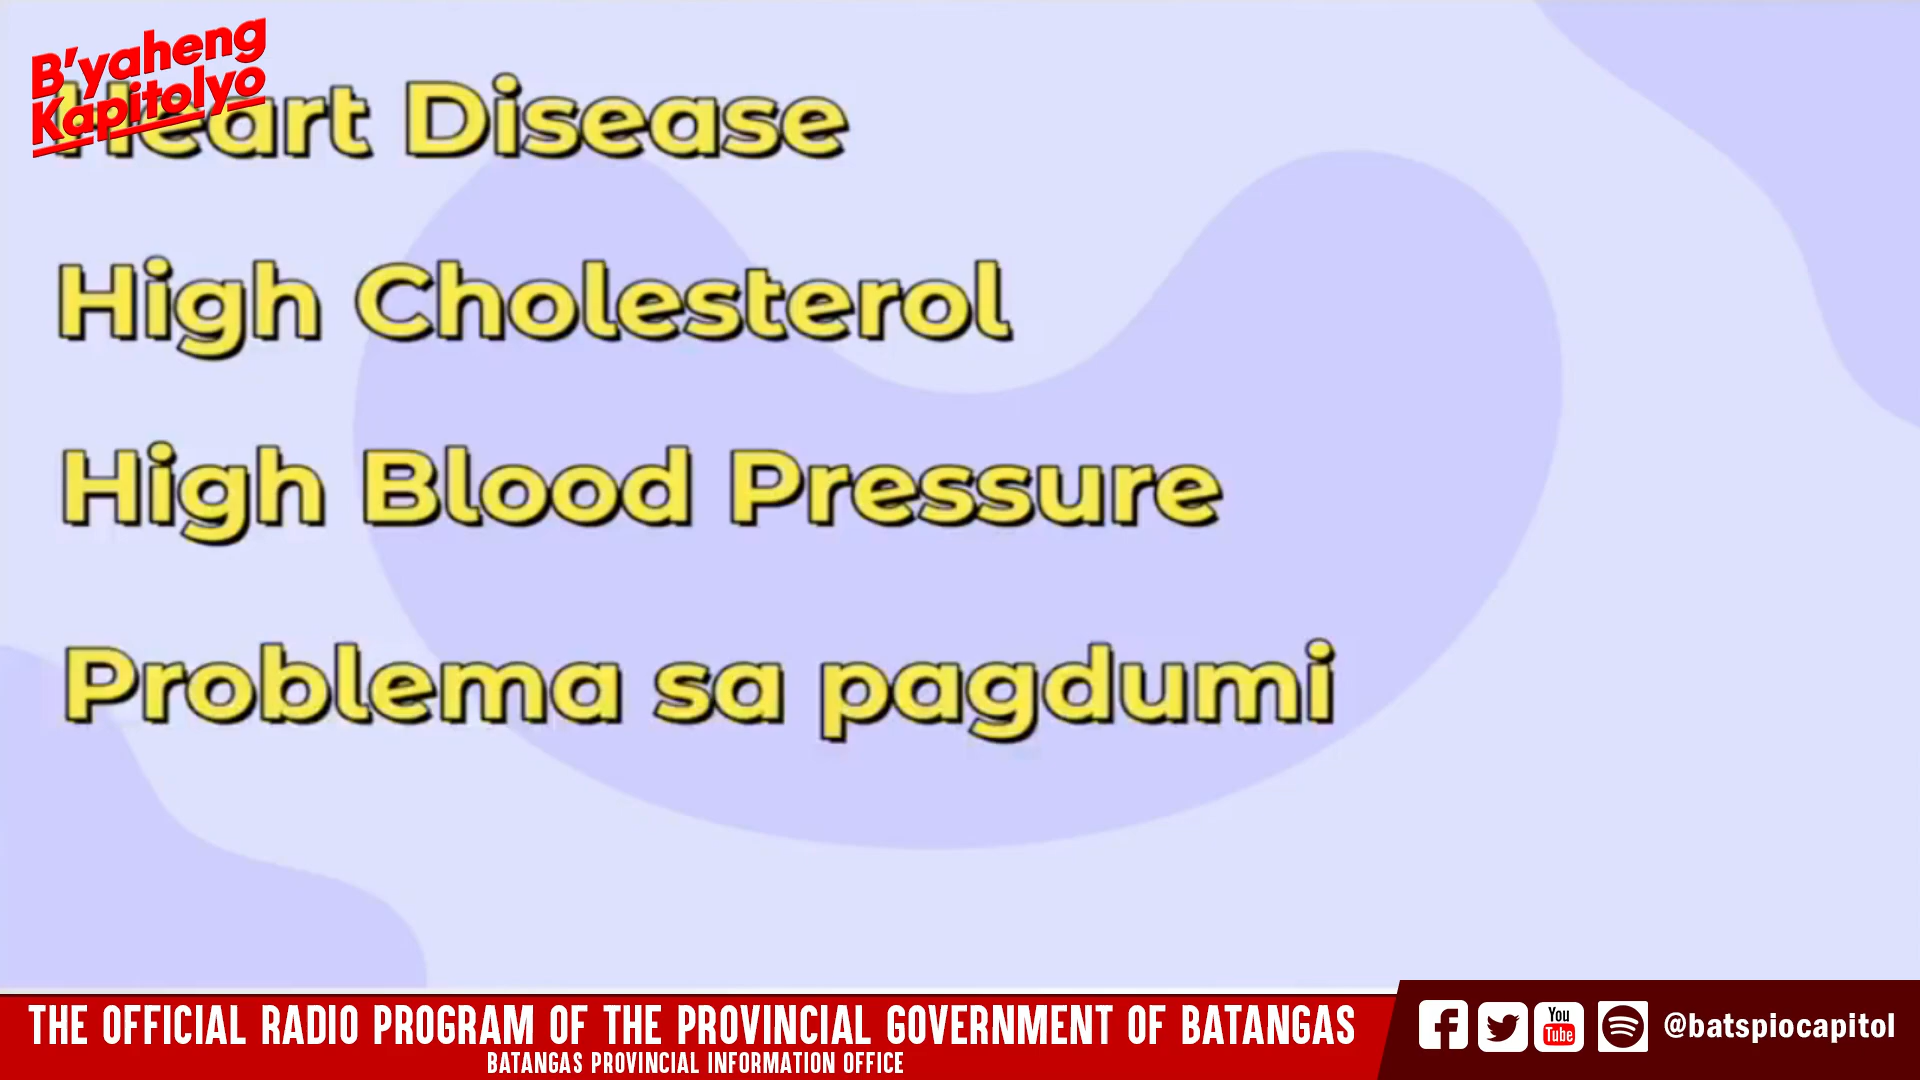 B'yaheng
Kapitolyo
Heart Disease
High Cholesterol
High Blood Pressure
Problema sa pagdumi
THE OFFICIAL RADIO PROGRAM OF THE PROVINCIAL GOVERNMENT OF BATANGAS
BATANGAS PROVINCIAL INFORMATION OFFICE
You
Tube
@batspiocapitol